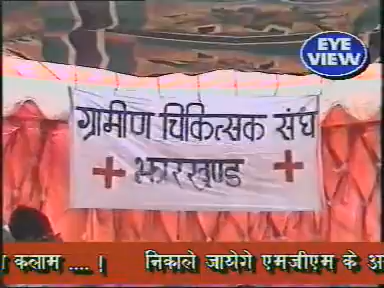 EYE
VIEW
ग्रामीण चिकित्सक संघ
झारखण्ड
कलाम .... ! निकाले जायेगे एमजीएम के अ